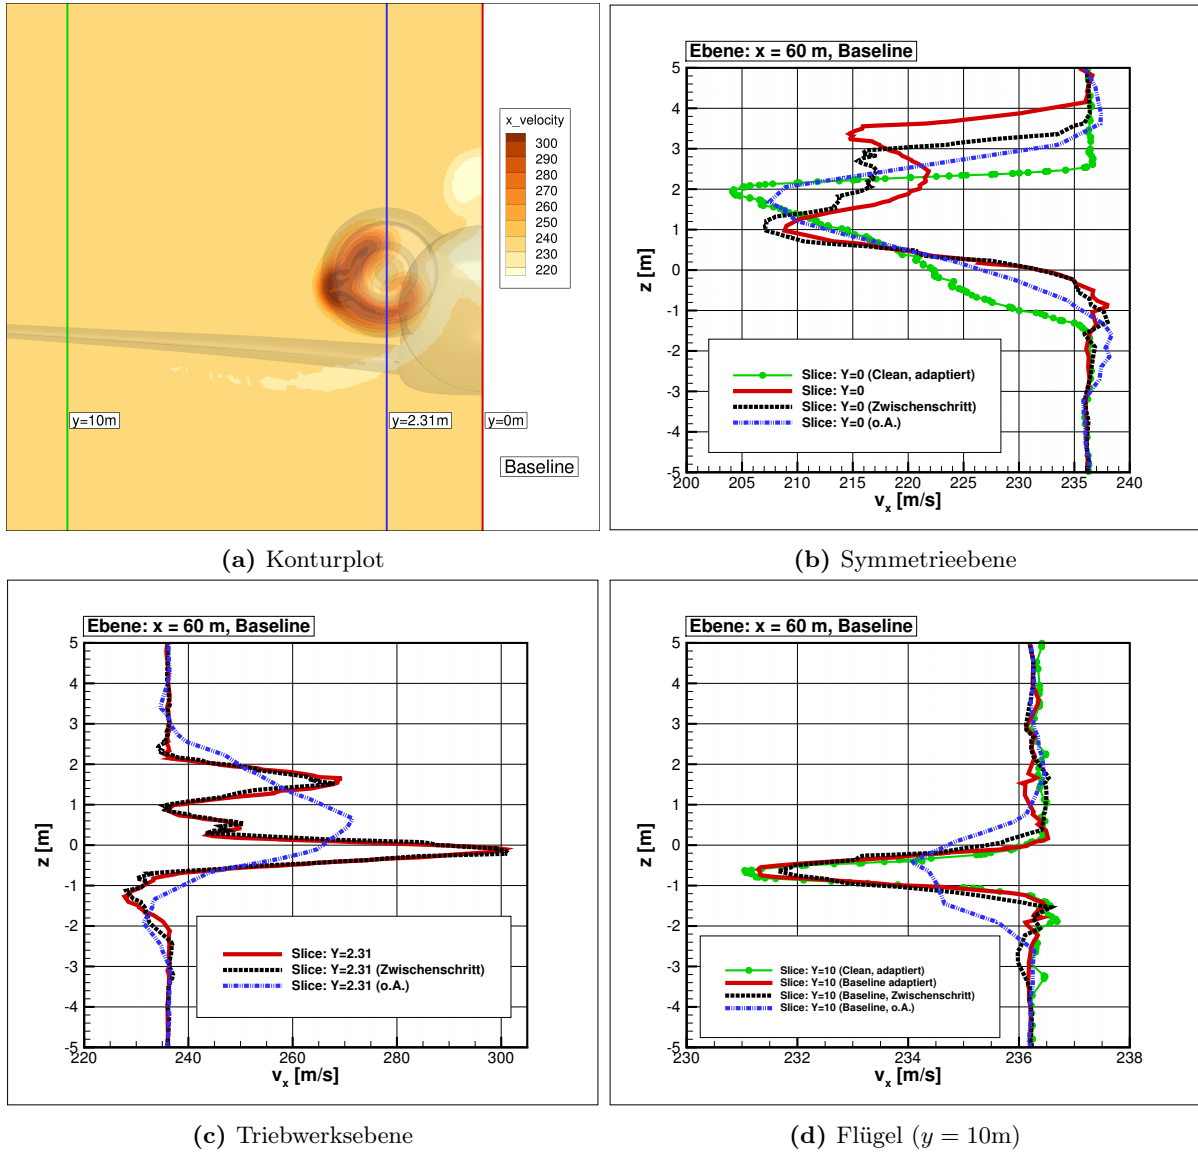 x_velocity
300
290
280
270
260
250
240
230
220
y=10m
y=2.31m
y=0m
Baseline
(a) Konturplot
Ebene: x = 60 m, Baseline
z [m]
5
4
3
2
1
0
-1
-2
-3
-4
-5
Slice: Y=0 (Clean, adaptiert)
Slice: Y=0
Slice: Y=0 (Zwischenschritt)
Slice: Y=0 (o.A.)
200 205 210 215 220 225 230 235 240
v_x [m/s]
(b) Symmetrieebene
Ebene: x = 60 m, Baseline
z [m]
5
4
3
2
1
0
-1
-2
-3
-4
-5
Slice: Y=2.31
Slice: Y=2.31 (Zwischenschritt)
Slice: Y=2.31 (o.A.)
220 240 260 280 300
v_x [m/s]
(c) Triebwerksebene
Ebene: x = 60 m, Baseline
z [m]
5
4
3
2
1
0
-1
-2
-3
-4
-5
Slice: Y=10 (Clean, adaptiert)
Slice: Y=10 (Baseline adaptiert)
Slice: Y=10 (Baseline, Zwischenschritt)
Slice: Y=10 (Baseline, o.A.)
230 232 234 236 238
v_x [m/s]
(d) Flügel (y = 10m)